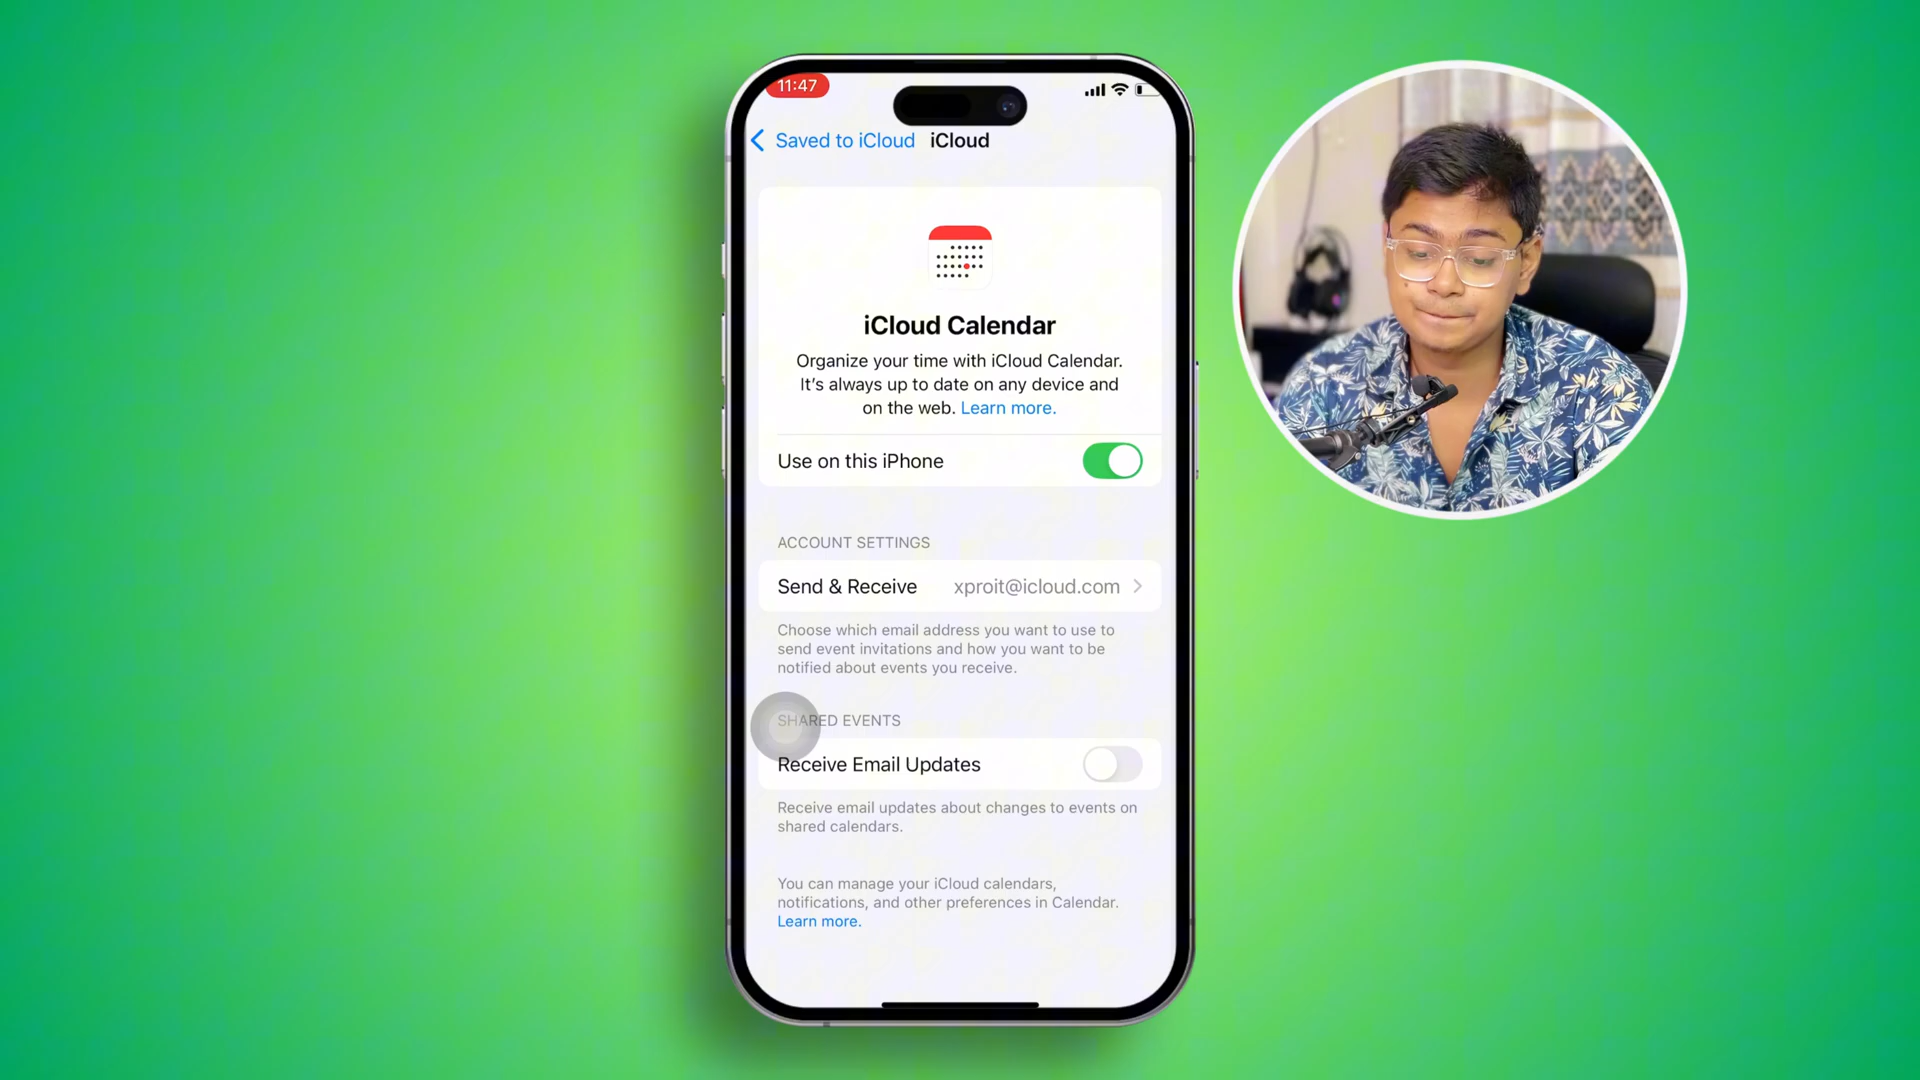 11:47
Saved to iCloud iCloud
iCloud Calendar
Organize your time with iCloud Calendar.
It’s always up to date on any device and
on the web. Learn more.
Use on this iPhone
ACCOUNT SETTINGS
Send & Receive xproit@icloud.com
Choose which email address you want to use to
send event invitations and how you want to be
notified about events you receive.
SHARED EVENTS
Receive Email Updates
Receive email updates about changes to events on
shared calendars.
You can manage your iCloud calendars,
notifications, and other preferences in Calendar.
Learn more.